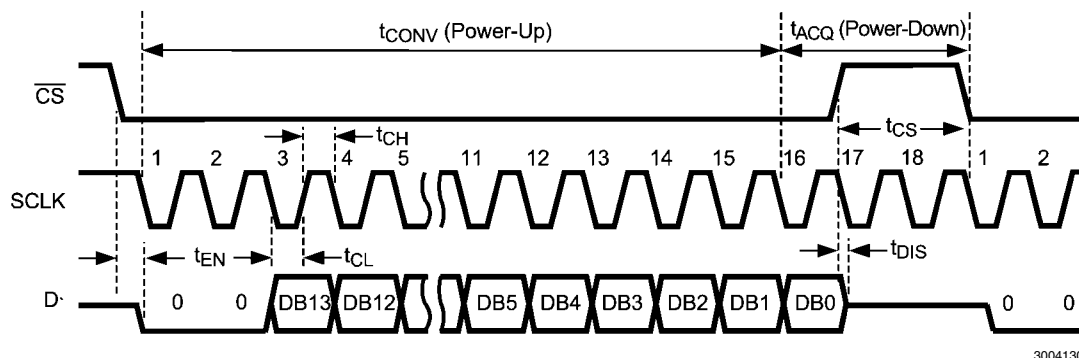 tCONV (Power-Up) tACQ (Power-Down)
CS
tCH tCS
1 2 3 4 5 11 12 13 14 15 16 17 18 1 2
SCLK
tEN tCL tDIS
D
0 0 DB13 DB12 DB5 DB4 DB3 DB2 DB1 DB0 0 0
3004130